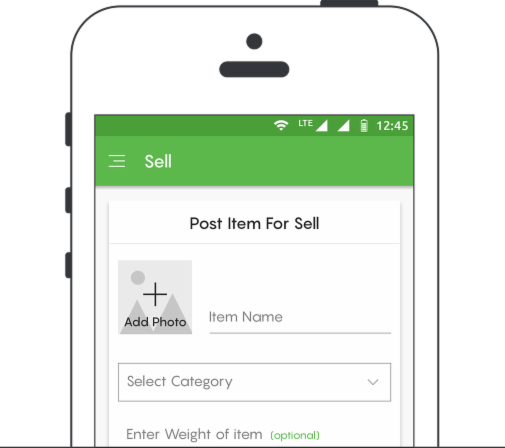 LTE 12:45
Sell
Post Item For Sell
Add Photo
Item Name
Select Category
Enter Weight of item (optional)